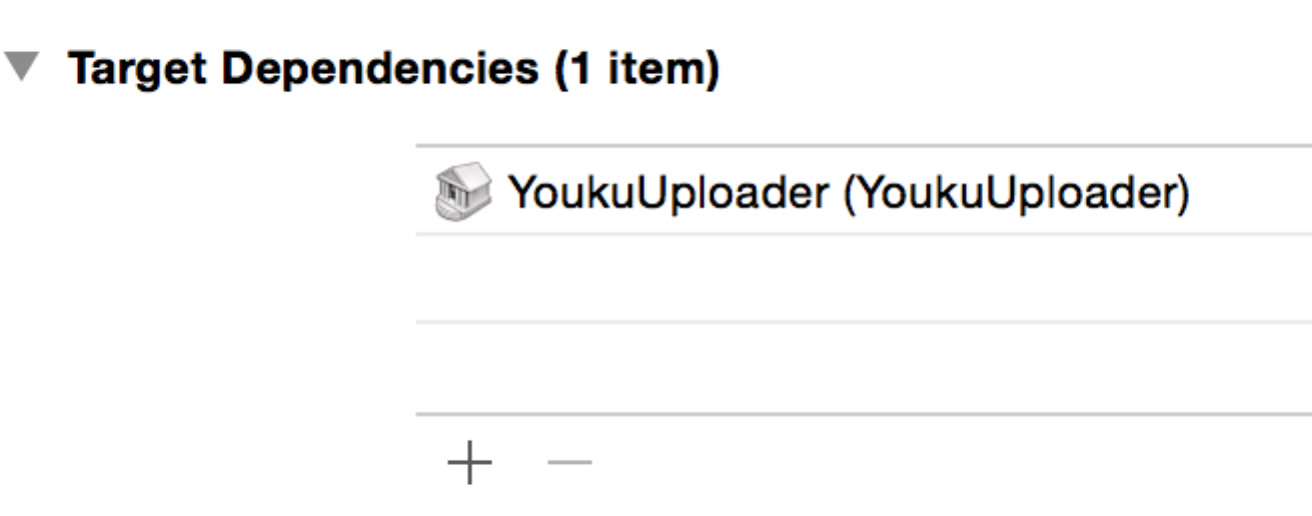 Target Dependencies (1 item)
YoukuUploader (YoukuUploader)